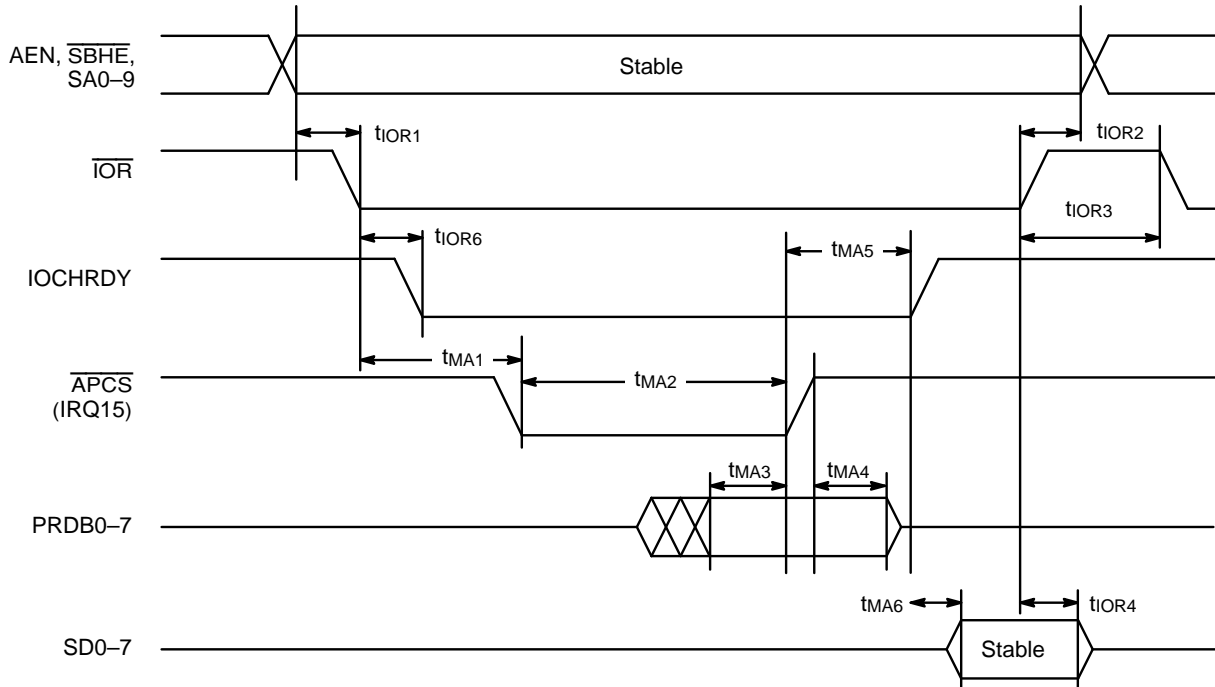 AEN, SBHE,
SA0–9
Stable
tIOR1
tIOR2
IOR
tIOR3
tIOR6
tMA5
IOCHRDY
tMA1
tMA2
APCS
(IRQ15)
tMA3
tMA4
PRDB0–7
tMA6
tIOR4
SD0–7
Stable